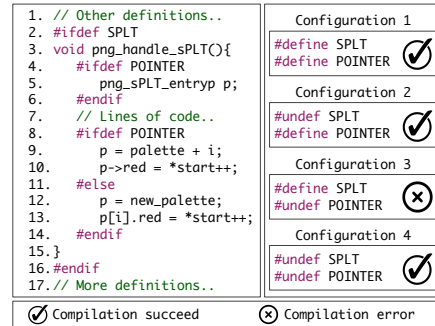 1. // Other definitions..
2. #ifdef SPLT
3. void png_handle_sPLT(){
4. #ifdef POINTER
5. png_sPLT_entryp p;
6. #endif
7. // Lines of code..
8. #ifdef POINTER
9. p = palette + i;
10. p->red = *start++;
11. #else
12. p = new_palette;
13. p[i].red = *start++;
14. #endif
15.}
16.#endif
17.// More definitions..
Configuration 1
#define SPLT
#define POINTER
Configuration 2
#undef SPLT
#define POINTER
Configuration 3
#define SPLT
#undef POINTER
Configuration 4
#undef SPLT
#undef POINTER
Compilation succeed
Compilation error